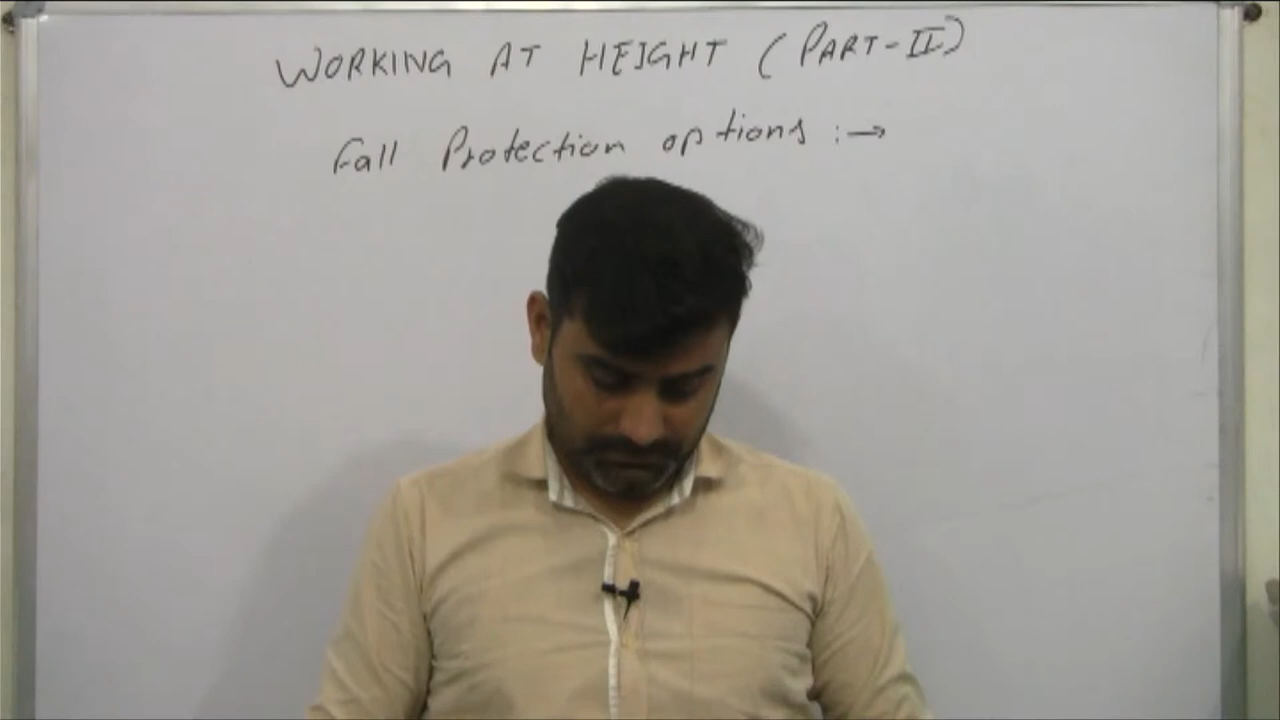 WORKING AT HEIGHT (PART-II)
Fall Protection options :→